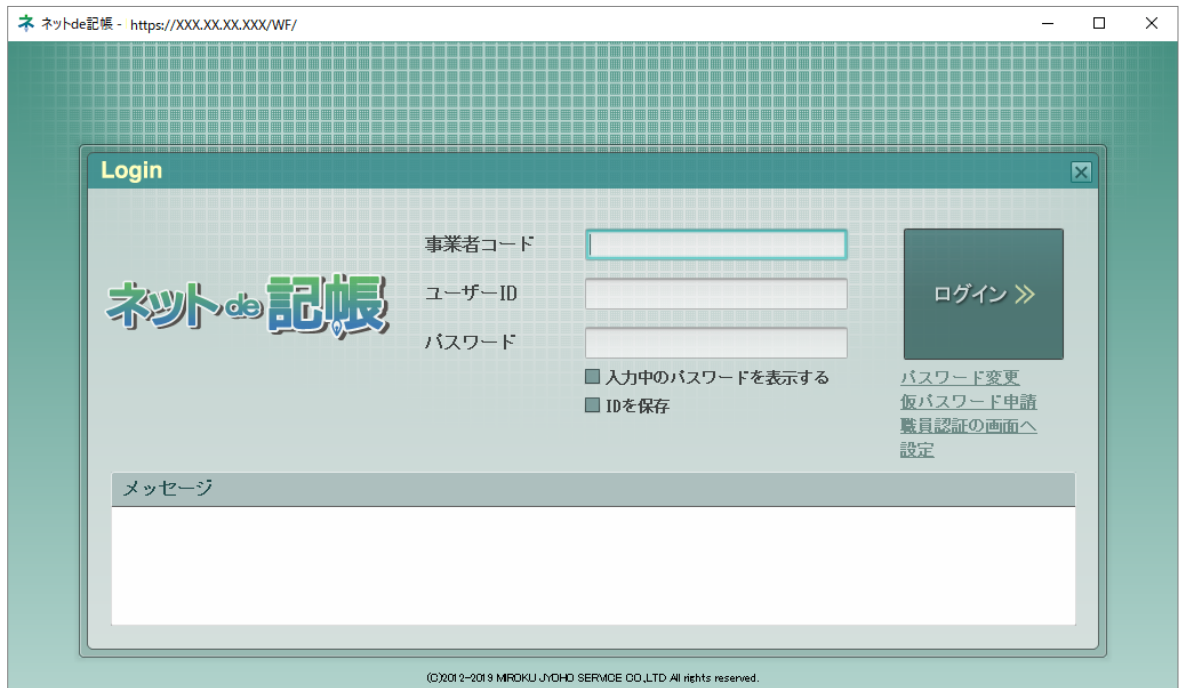 ネットde記帳 - https://XXX.XX.XX.XXX/WF/
Login
ネットde記帳
事業者コード
ユーザーID
パスワード
入力中のパスワードを表示する
IDを保存
ログイン
パスワード変更
仮パスワード申請
職員認証の画面へ
設定
メッセージ
(C)2012-2019 MIROKU JYOHO SERVICE CO.,LTD All rights reserved.